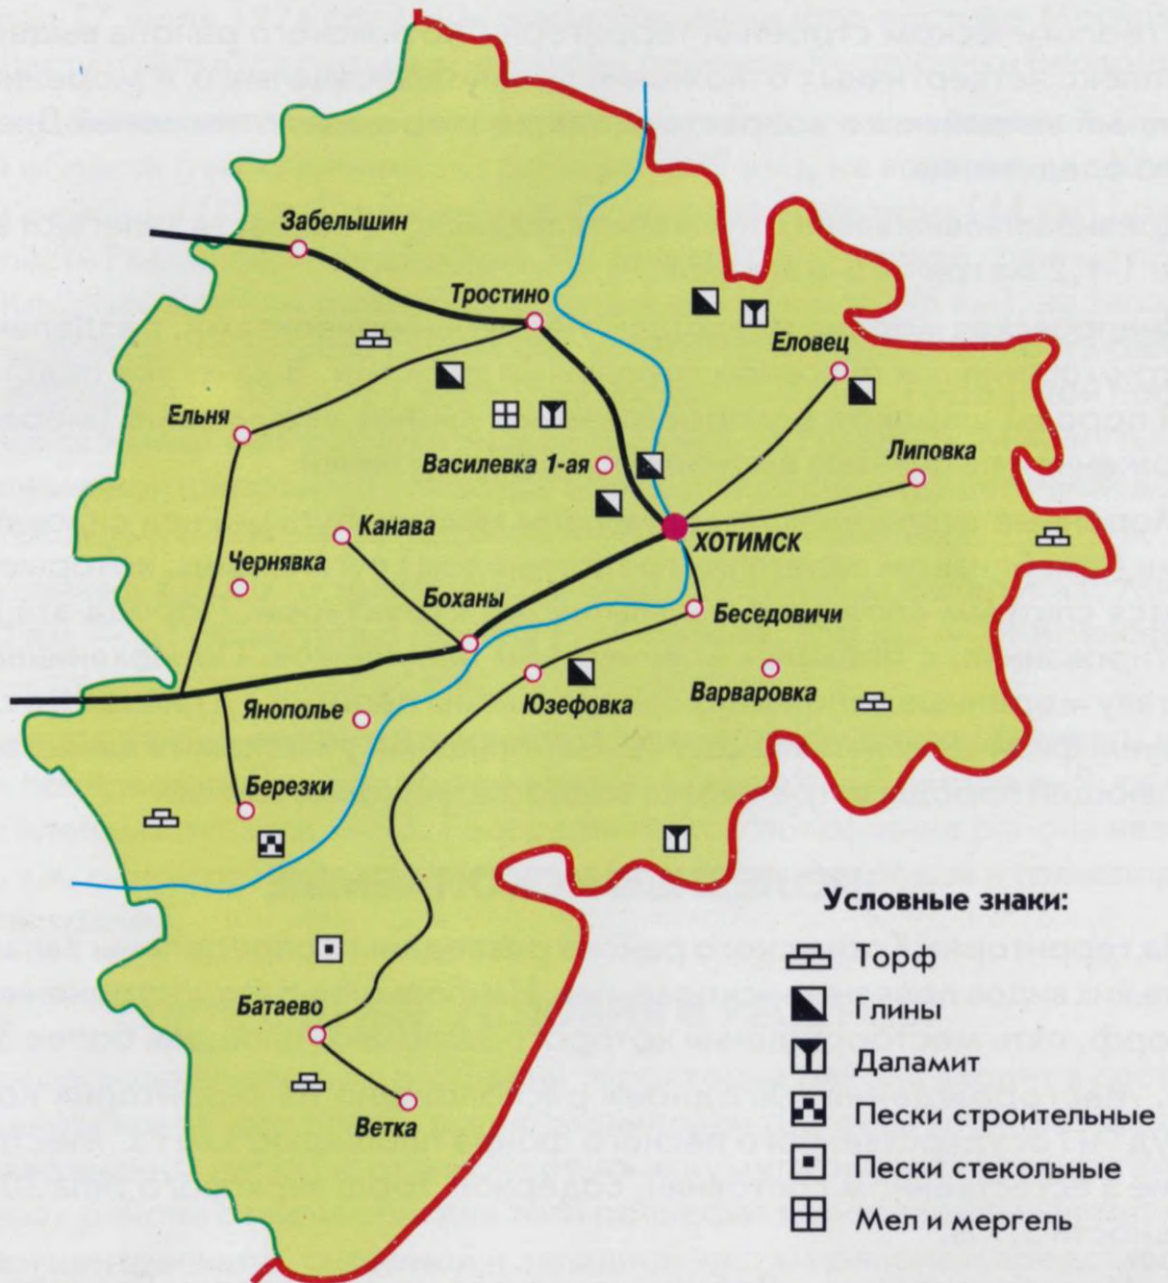 Забелышин
Тростино
Еловец
Ельня
Василевка 1-ая
Липовка
Канава
ХОТИМСК
Чернявка
Боханы
Беседовичи
Варваровка
Янополье
Юзефовка
Березки
Батаево
Ветка
Условные знаки:
Торф
Глины
Даламит
Пески строительные
Пески стекольные
Мел и мергель